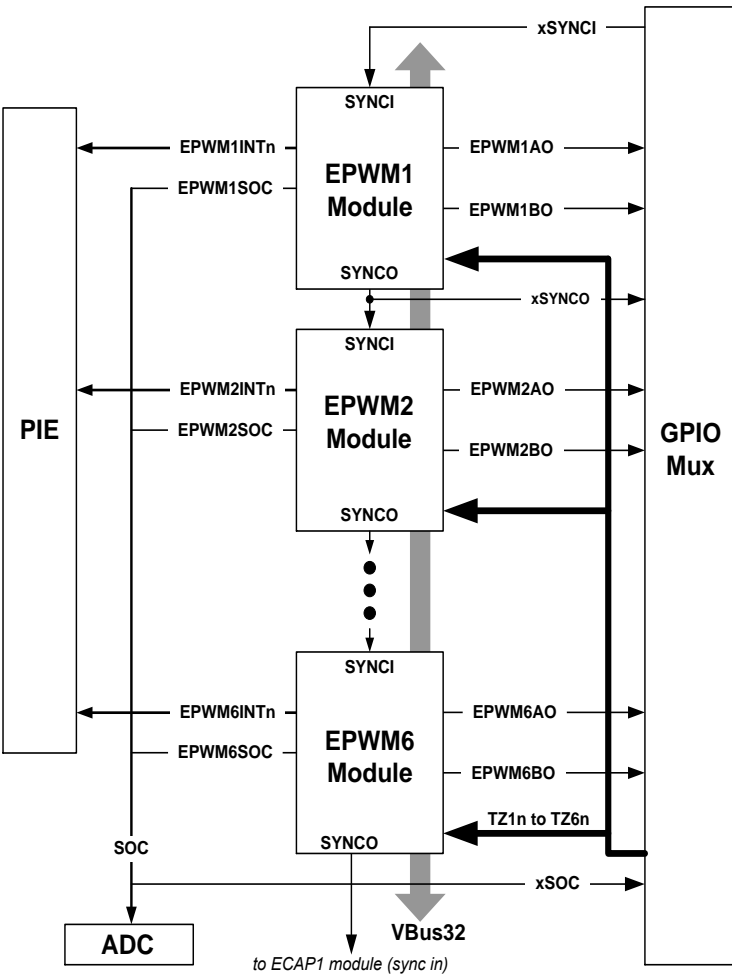 xSYNCI
SYNCI
EPWM1INTn
EPWM1AO
EPWM1SOC
EPWM1
Module
EPWM1BO
SYNCO
xSYNCO
SYNCI
EPWM2INTn
EPWM2AO
PIE
EPWM2SOC
EPWM2
Module
EPWM2BO
GPIO
Mux
SYNCO
SYNCI
EPWM6INTn
EPWM6AO
EPWM6SOC
EPWM6
Module
EPWM6BO
TZ1n to TZ6n
SOC
SYNCO
xSOC
ADC
VBus32
to ECAP1 module (sync in)